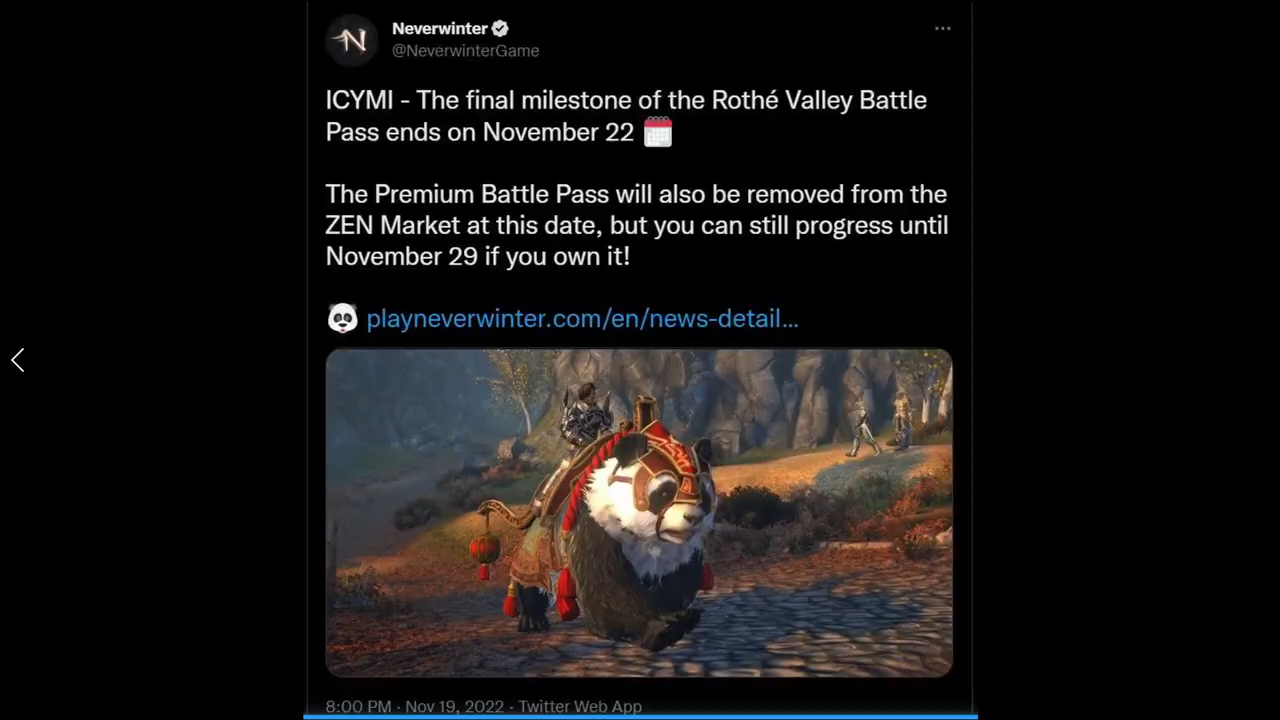 Neverwinter
@NeverwinterGame
ICYMI - The final milestone of the Rothé Valley Battle
Pass ends on November 22
The Premium Battle Pass will also be removed from the
ZEN Market at this date, but you can still progress until
November 29 if you own it!
playneverwinter.com/en/news-detail...
8:00 PM · Nov 19, 2022 · Twitter Web App